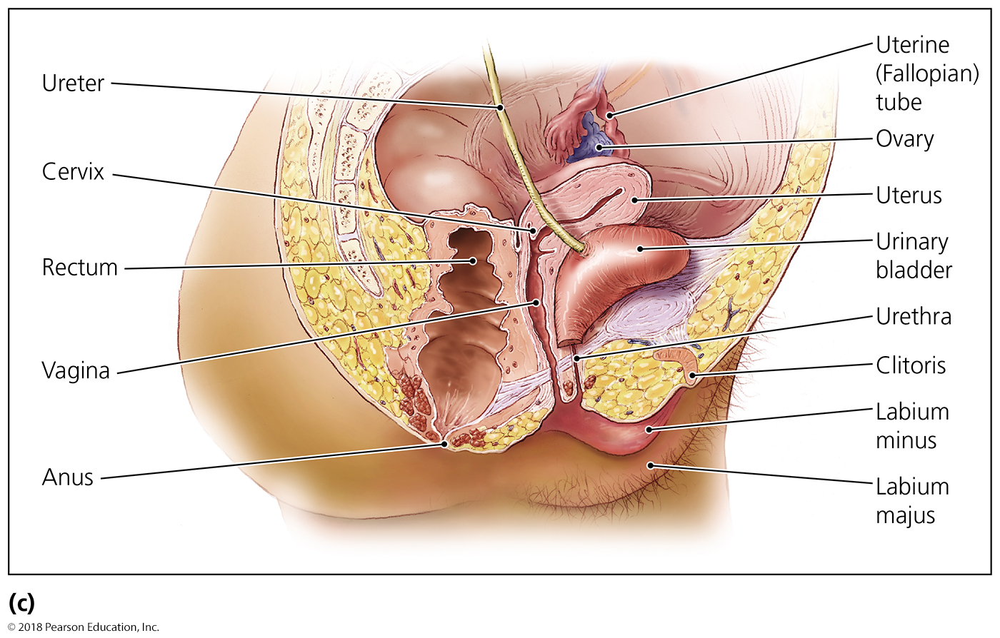 Ureter
Cervix
Rectum
Vagina
Anus
Uterine
(Fallopian)
tube
Ovary
Uterus
Urinary
bladder
Urethra
Clitoris
Labium
minus
Labium
majus
(c)
© 2018 Pearson Education, Inc.